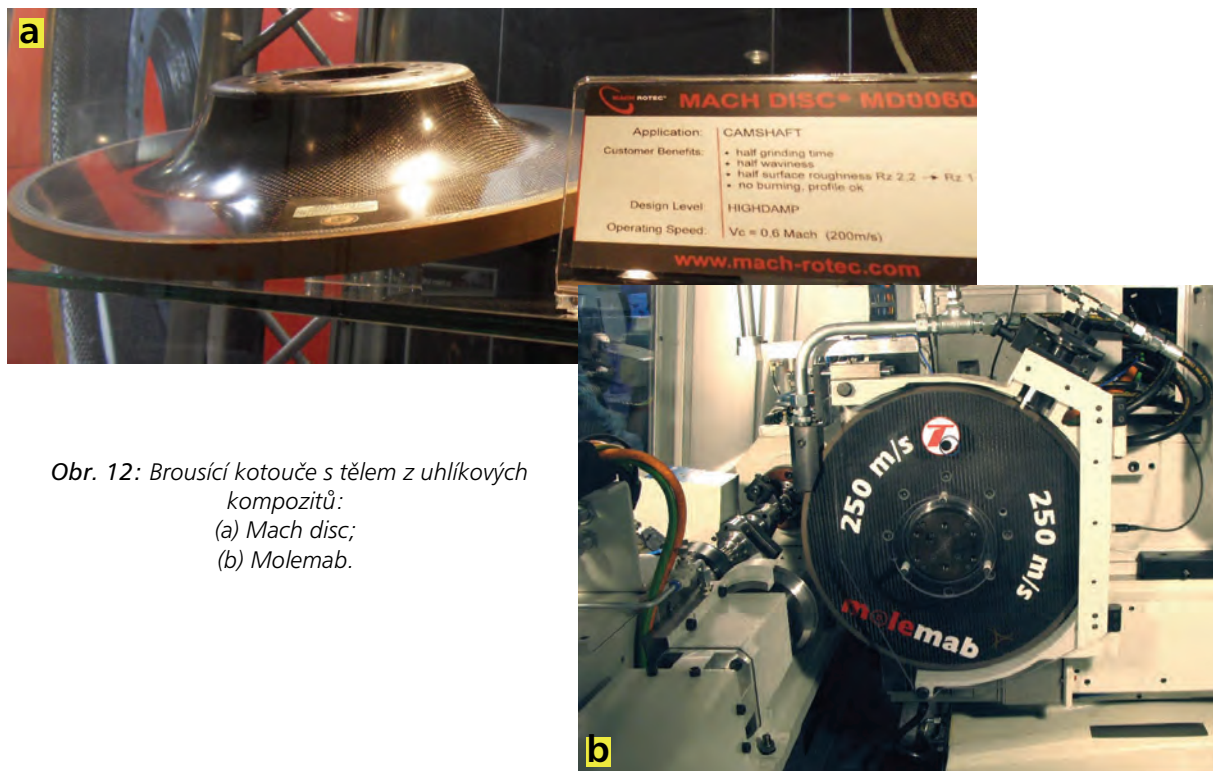 a
MACH ROTEC® MACH DISC® MD0060
Application: CAMSHAFT
Customer Benefits: • half grinding time
• half waviness
• half surface roughness Rz 2,2 → Rz 1
• no burning, profile ok
Design Level: HIGHDAMP
Operating Speed: Vc = 0,6 Mach (200m/s)
www.mach-rotec.com
Obr. 12: Brousící kotouče s tělem z uhlíkových
kompozitů:
(a) Mach disc;
(b) Molemab.
250 m/s
T
250 m/s
molemab
b